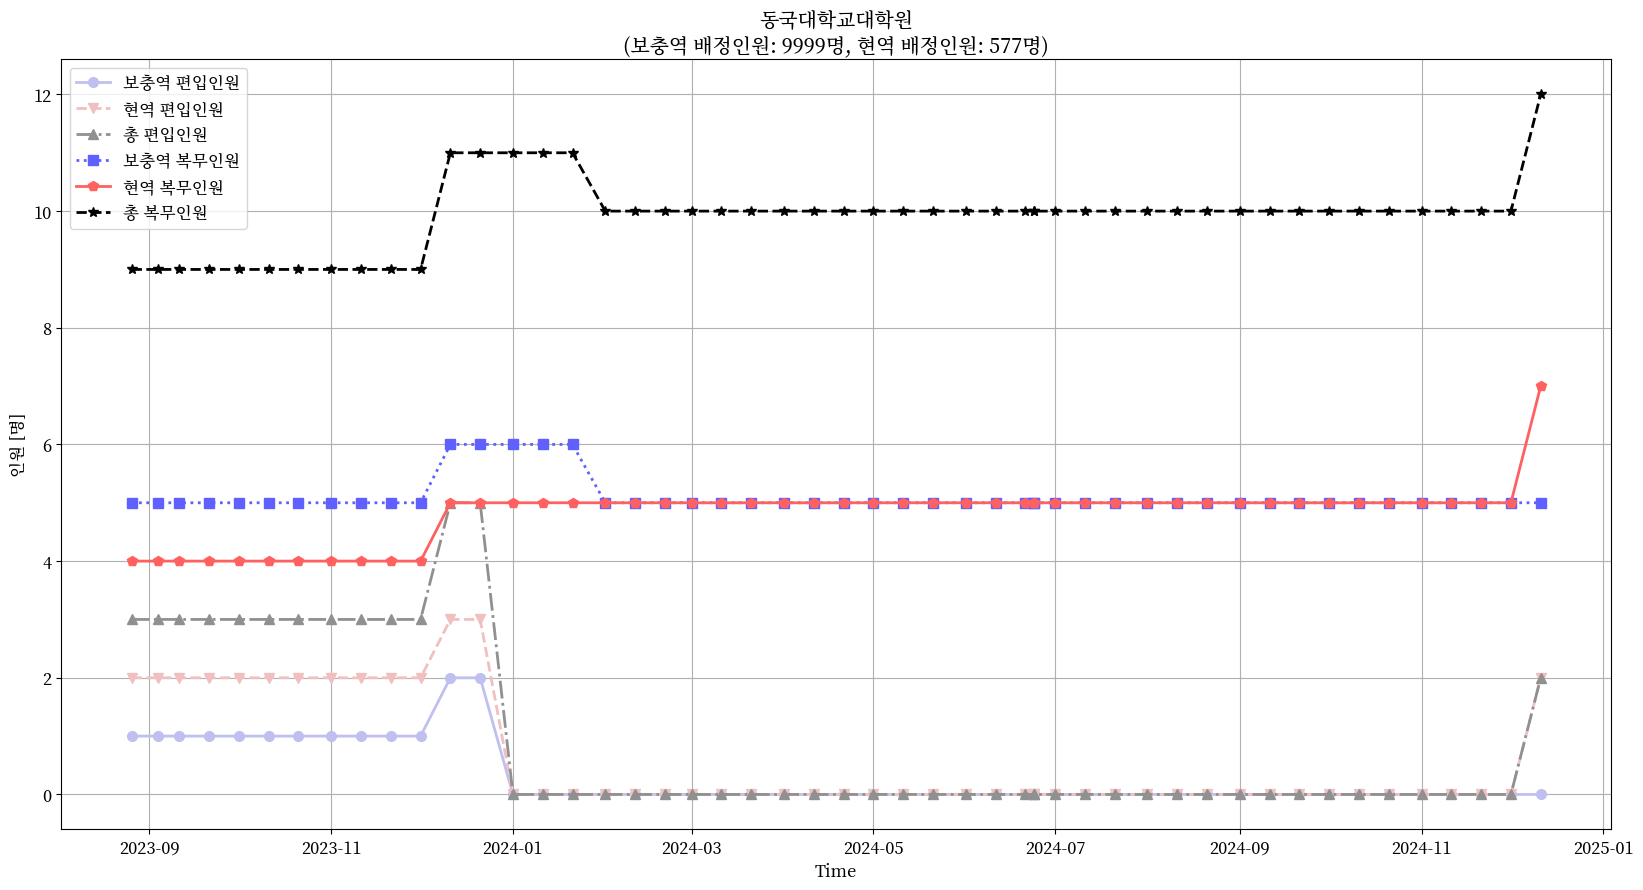 동국대학교대학원
(보충역 배정인원: 9999명, 현역 배정인원: 577명)
보충역 편입인원
현역 편입인원
총 편입인원
보충역 복무인원
현역 복무인원
총 복무인원
12
10
8
6
4
2
0
인원 [명]
2023-09 2023-11 2024-01 2024-03 2024-05 2024-07 2024-09 2024-11 2025-01
Time